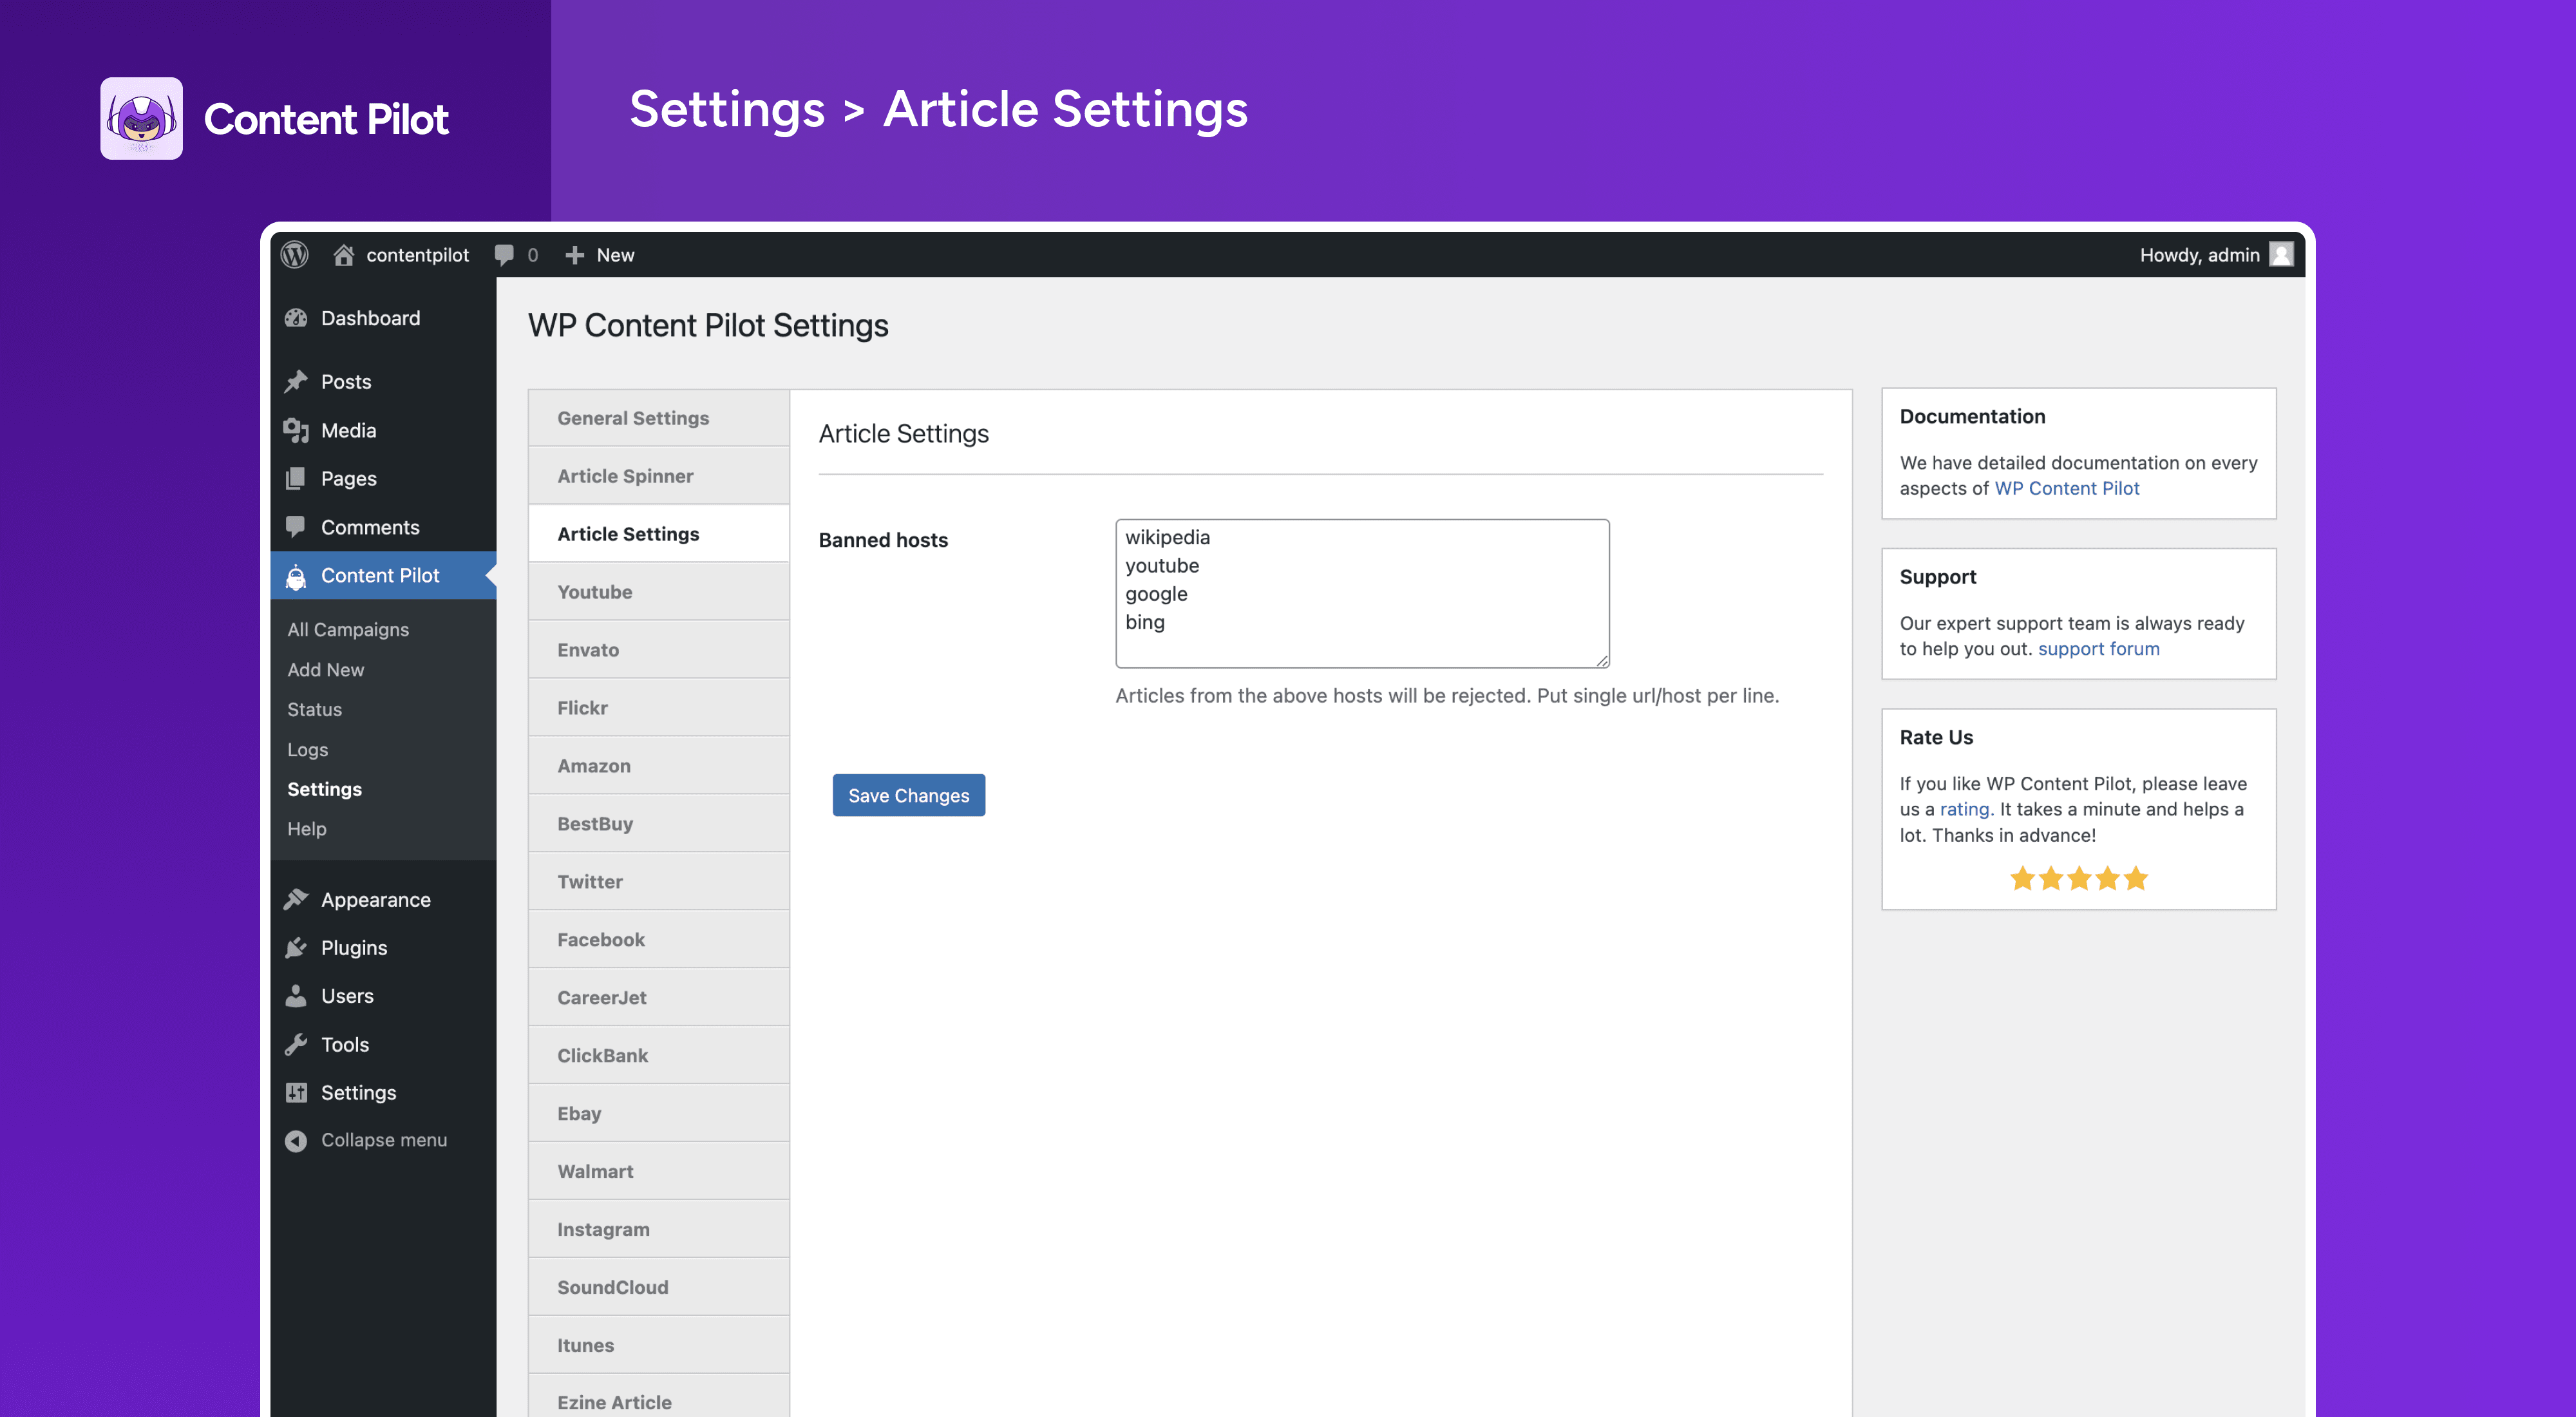 Content Pilot
Settings > Article Settings
contentpilot
0
New
Howdy, admin
Dashboard
Posts
Media
Pages
Comments
Content Pilot
All Campaigns
Add New
Status
Logs
Settings
Help
Appearance
Plugins
Users
Tools
Settings
Collapse menu
WP Content Pilot Settings
General Settings
Article Spinner
Article Settings
Youtube
Envato
Flickr
Amazon
BestBuy
Twitter
Facebook
CareerJet
ClickBank
Ebay
Walmart
Instagram
SoundCloud
Itunes
Ezine Article
Article Settings
Banned hosts
wikipedia
youtube
google
bing
Articles from the above hosts will be rejected. Put single url/host per line.
Save Changes
Documentation
We have detailed documentation on every
aspects of WP Content Pilot
Support
Our expert support team is always ready
to help you out. support forum
Rate Us
If you like WP Content Pilot, please leave
us a rating. It takes a minute and helps a
lot. Thanks in advance!